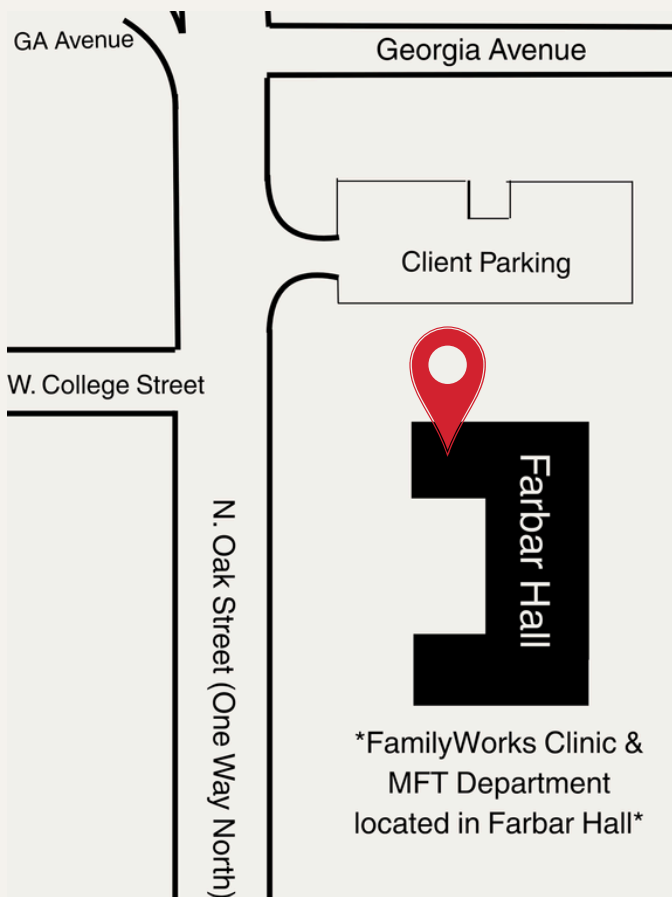 GA Avenue
Georgia Avenue
Client Parking
W. College Street
N. Oak Street (One Way North)
Farbar Hall
*FamilyWorks Clinic &
MFT Department
located in Farbar Hall*